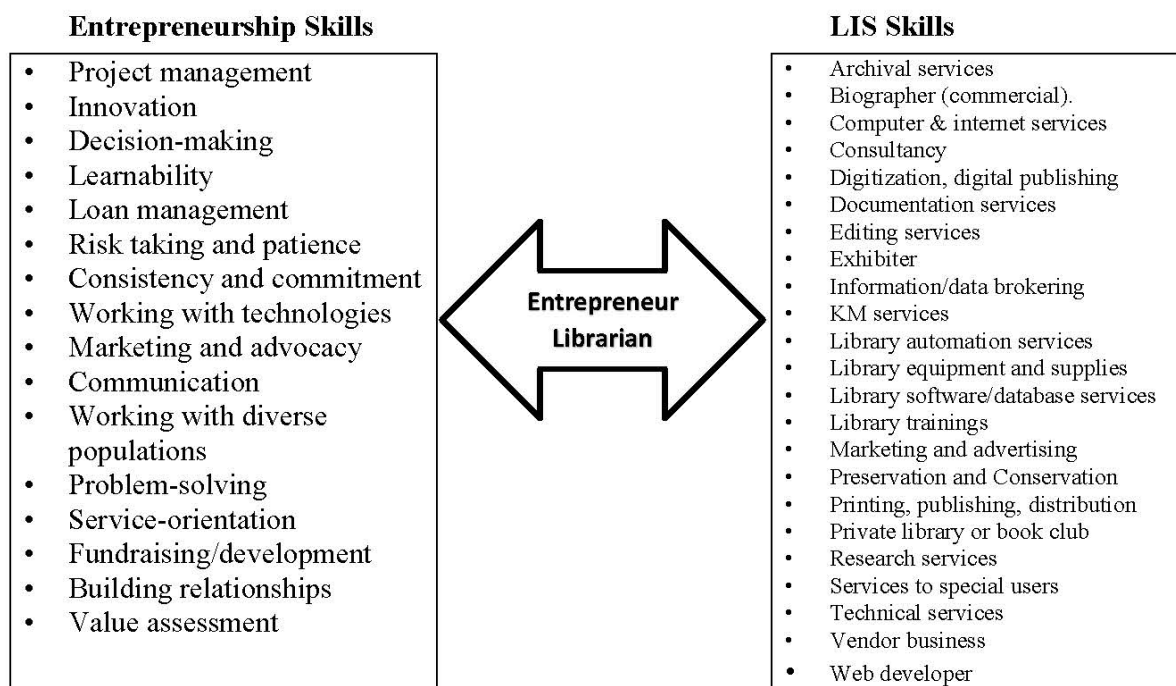 Entrepreneurship Skills
• Project management
• Innovation
• Decision-making
• Learnability
• Loan management
• Risk taking and patience
• Consistency and commitment
• Working with technologies
• Marketing and advocacy
• Communication
• Working with diverse
populations
• Problem-solving
• Service-orientation
• Fundraising/development
• Building relationships
• Value assessment
Entrepreneur
Librarian
LIS Skills
• Archival services
• Biographer (commercial).
• Computer & internet services
• Consultancy
• Digitization, digital publishing
• Documentation services
• Editing services
• Exhibiter
• Information/data brokering
• KM services
• Library automation services
• Library equipment and supplies
• Library software/database services
• Library trainings
• Marketing and advertising
• Preservation and Conservation
• Printing, publishing, distribution
• Private library or book club
• Research services
• Services to special users
• Technical services
• Vendor business
• Web developer